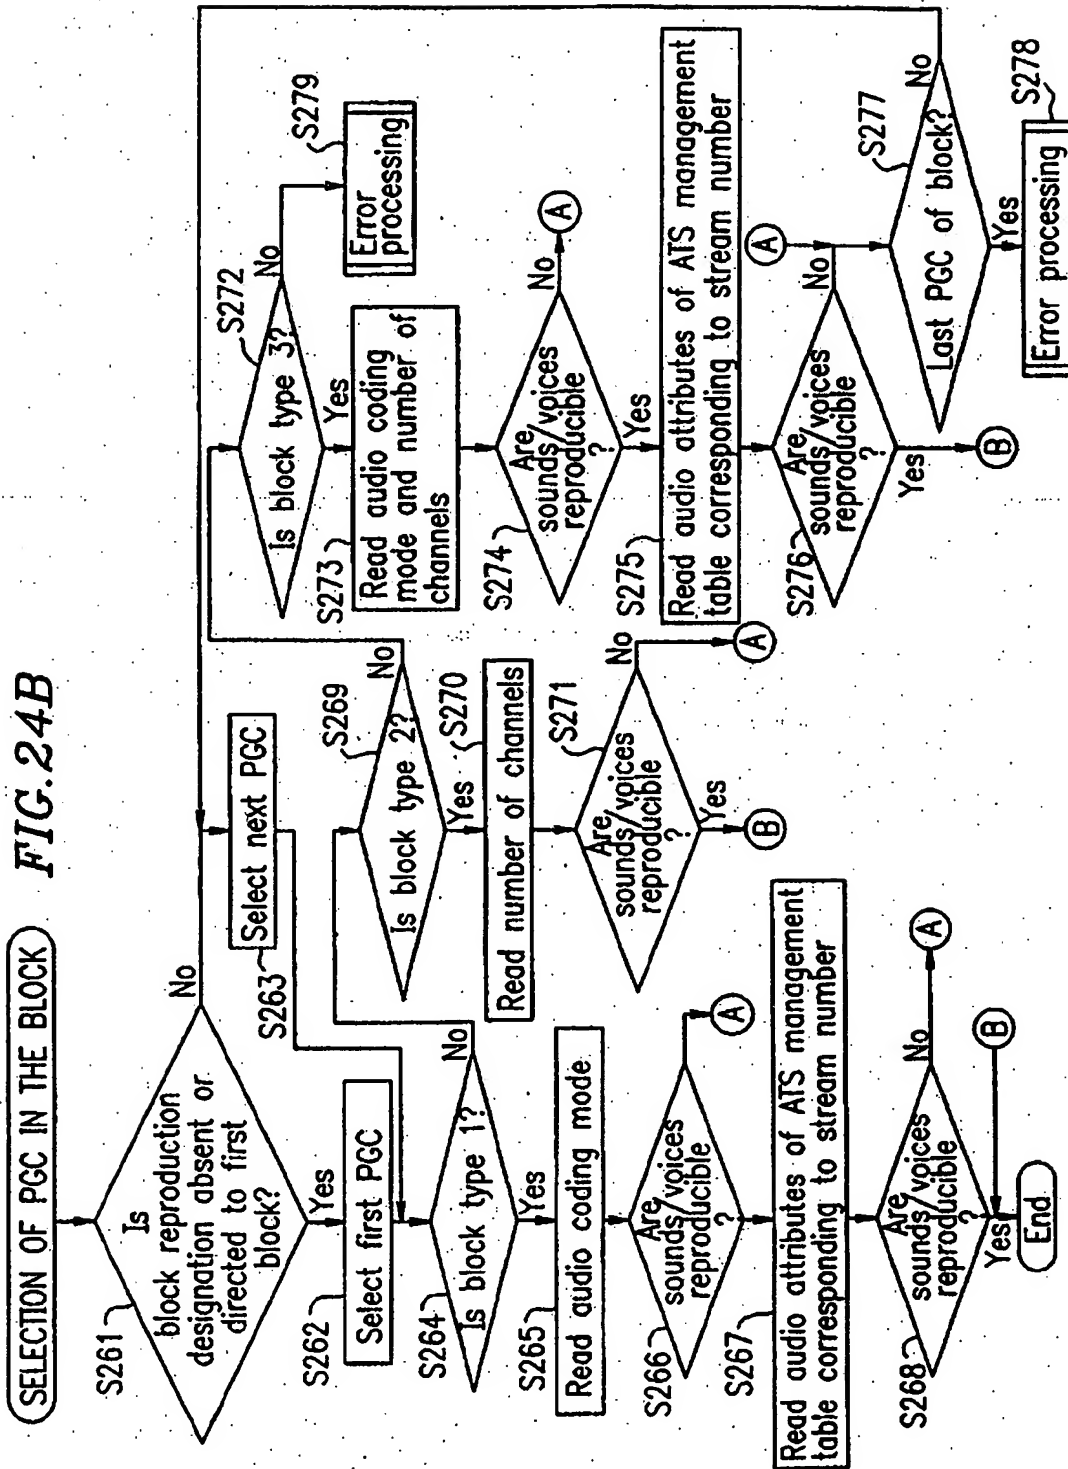 FIG.24B
SELECTION OF PGC IN THE BLOCK
S261
Is
block reproduction
designation absent or
directed to first
block?
No
Yes
S262
Select first PGC
S263
Select next PGC
S264
Is block type 1?
No
Yes
S265
Read audio coding mode
S266
Are
sounds/voices
reproducible
?
A
S267
Read audio attributes of ATS management
table corresponding to stream number
S268
Are
sounds/voices
reproducible
?
No
A
Yes
B
End
S269
Is block type 2?
No
Yes
S270
Read number of channels
S271
Are
sounds/voices
reproducible
?
No
A
Yes
B
S272
Is block type 3?
No
S279
Error
processing
Yes
S273
Read audio coding
mode and number of
channels
S274
Are
sounds/voices
reproducible
?
No
A
Yes
S275
Read audio attributes of ATS management
table corresponding to stream number
S276
Are
sounds/voices
reproducible
?
No
A
Yes
B
S277
Last PGC of block?
No
Yes
S278
Error processing